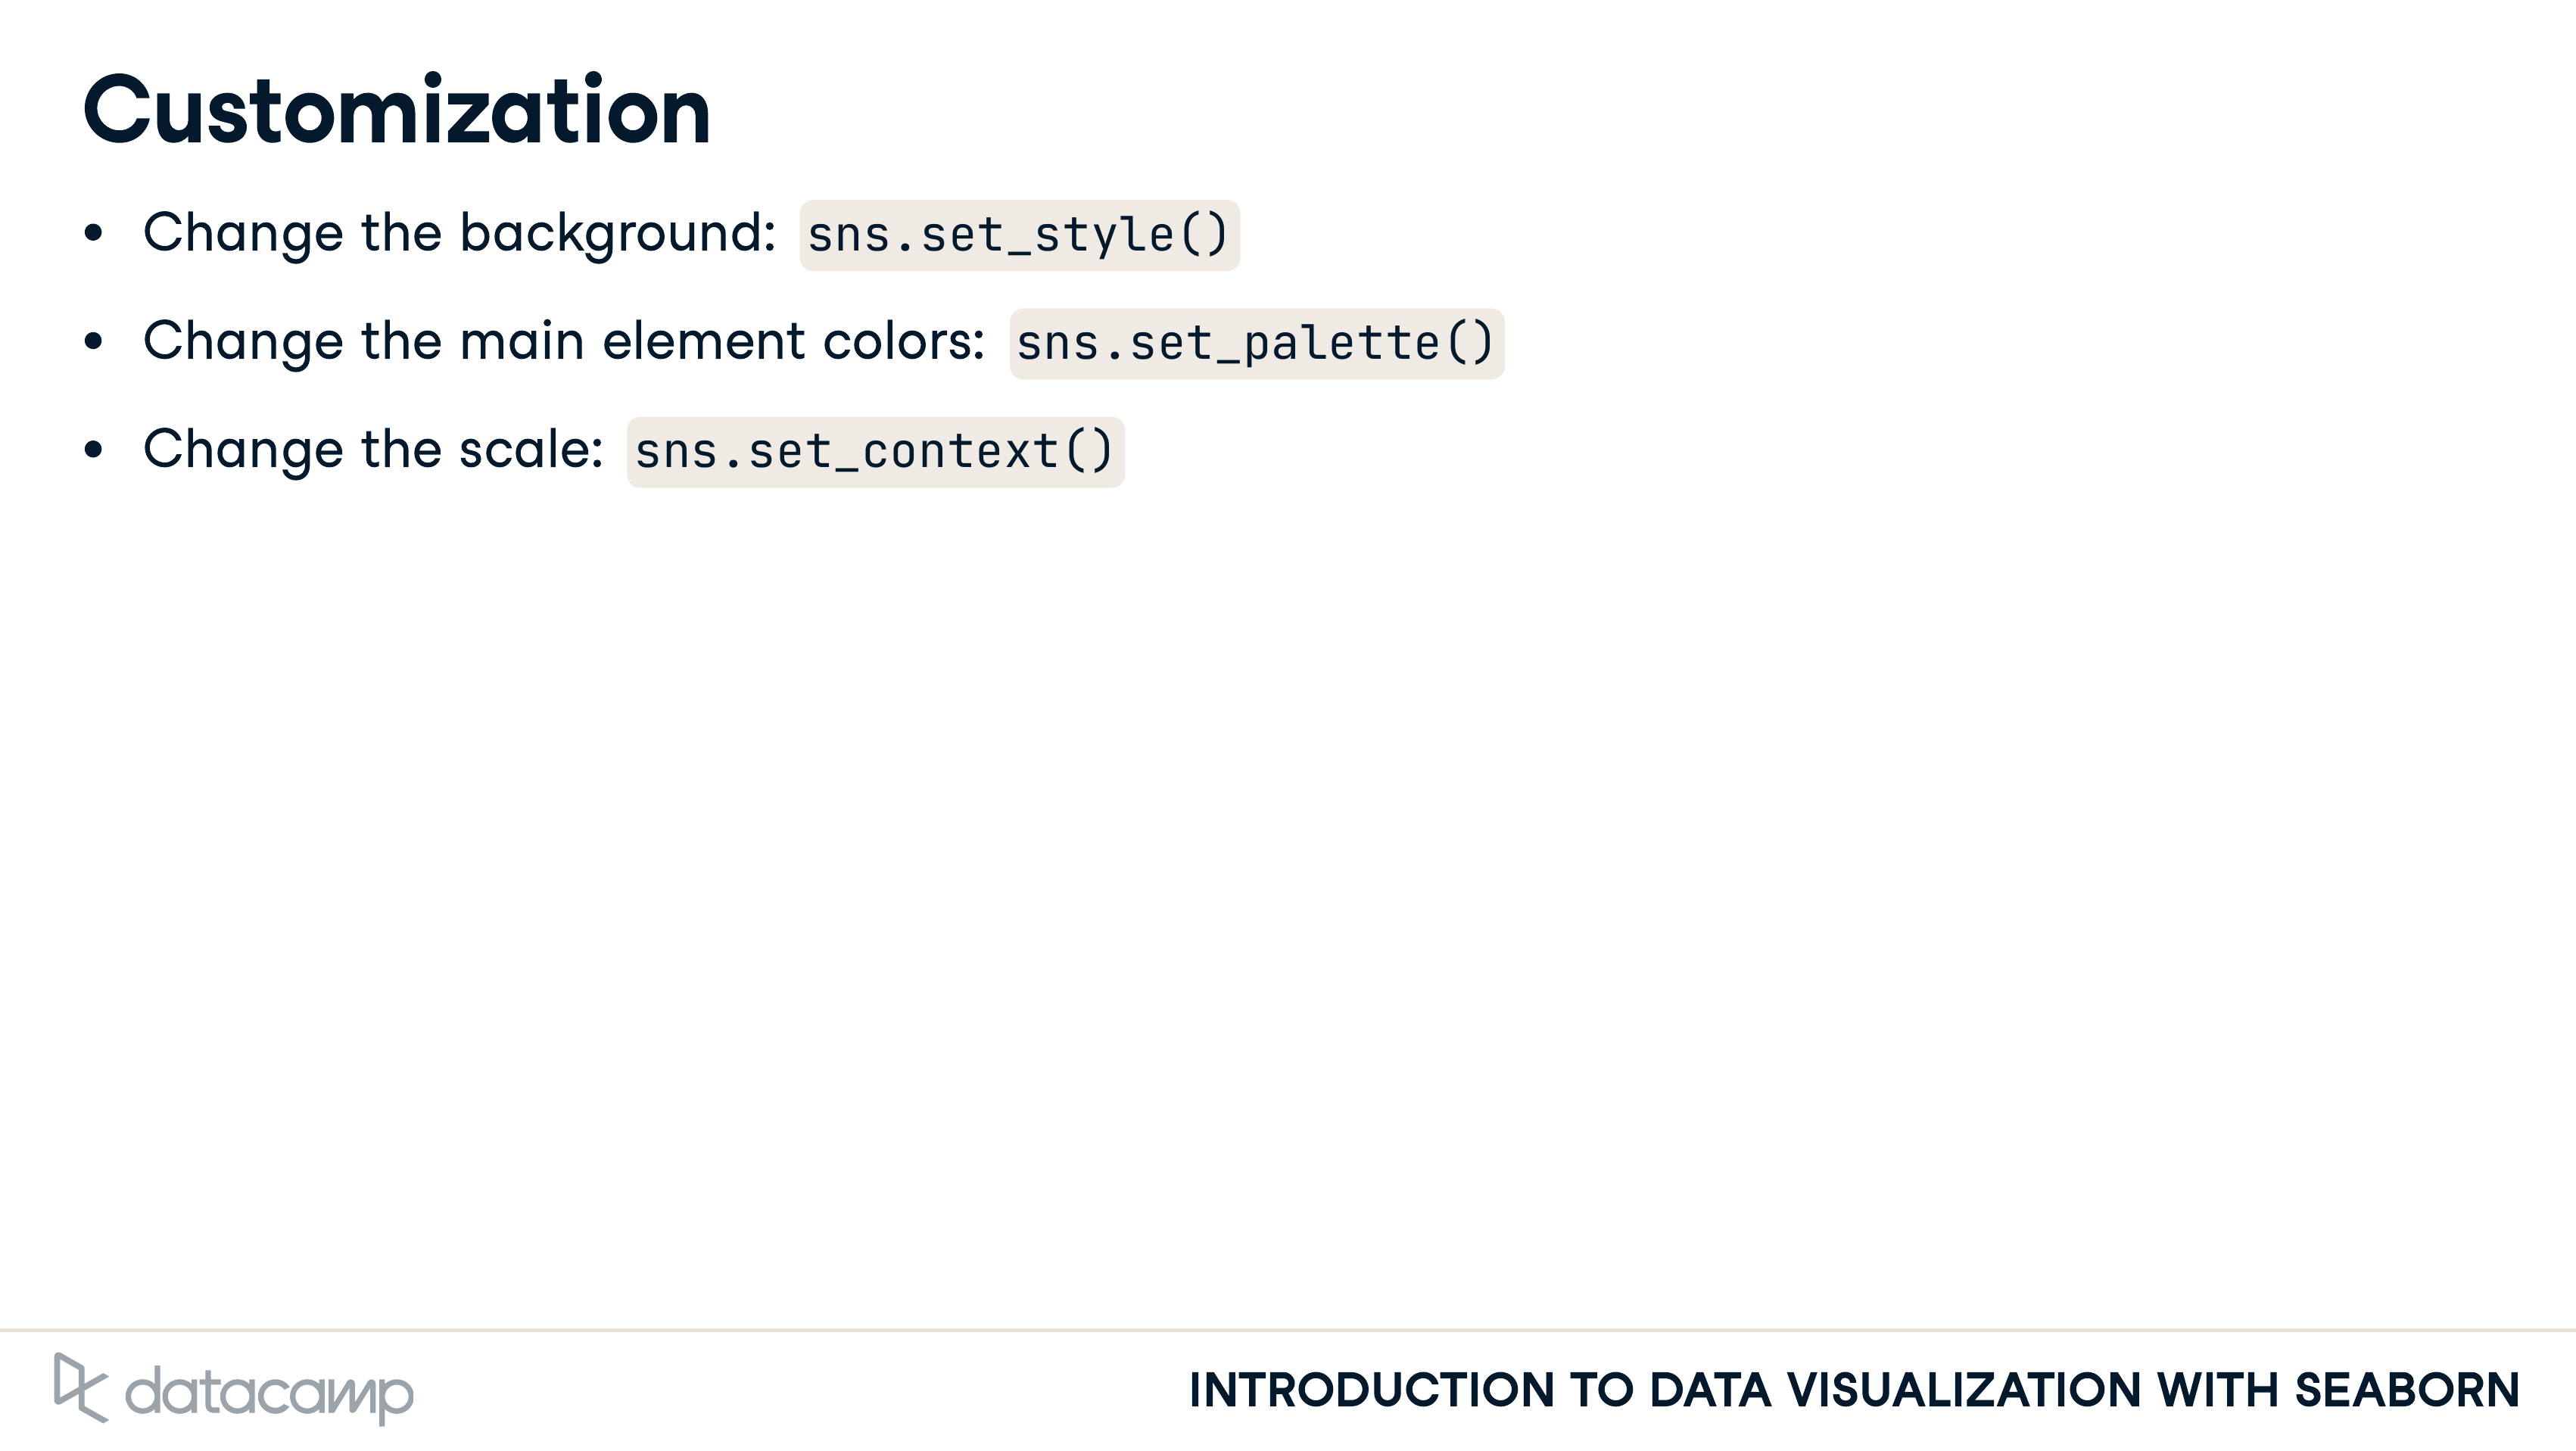 Customization
• Change the background: sns.set_style()
• Change the main element colors: sns.set_palette()
• Change the scale: sns.set_context()
datacamp
INTRODUCTION TO DATA VISUALIZATION WITH SEABORN